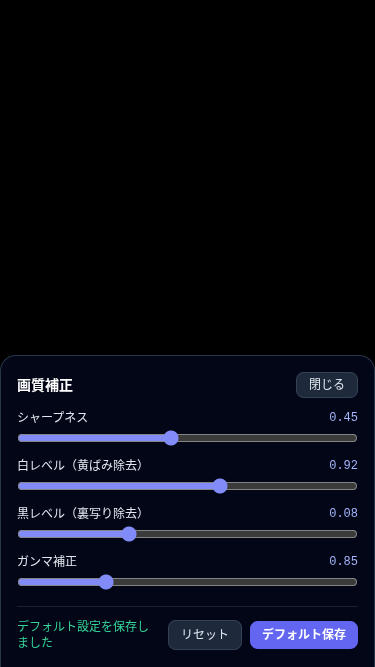 画質補正
閉じる
シャープネス
0.45
白レベル（黄ばみ除去）
0.92
黒レベル（裏写り除去）
0.08
ガンマ補正
0.85
デフォルト設定を保存し
ました
リセット
デフォルト保存